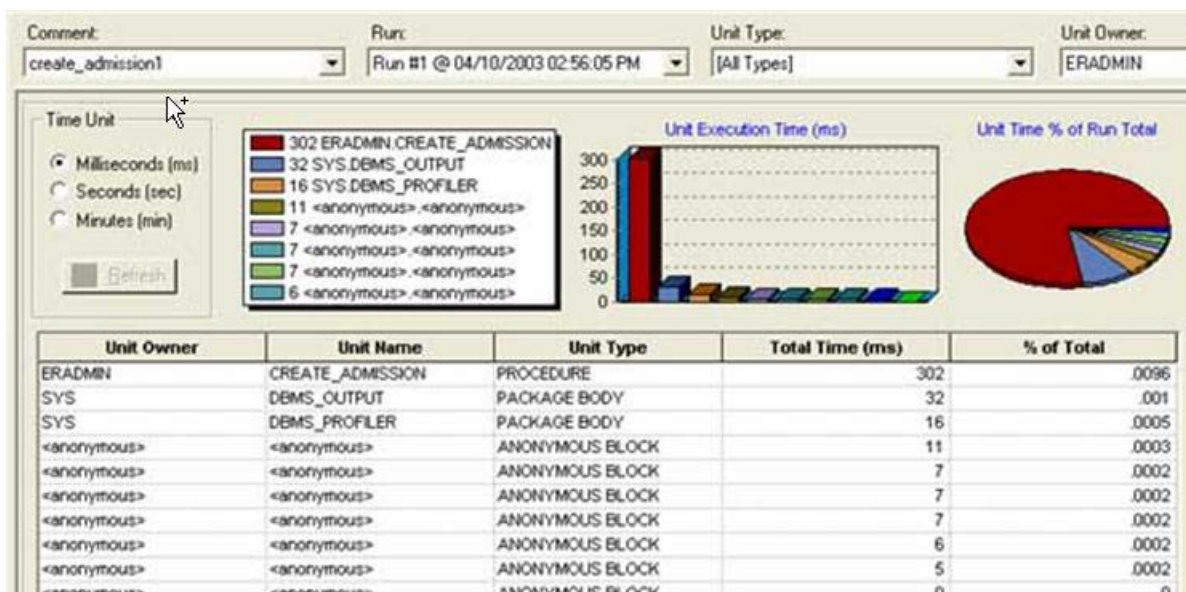 Comment: Run: Unit Type: Unit Owner:
create_admission1 Run #1 @ 04/10/2003 02:56:05 PM [All Types] ERADMIN
Time Unit
Milliseconds (ms)
Seconds (sec)
Minutes (min)
Refresh
302 ERADMIN.CREATE_ADMISSION
32 SYS.DBMS_OUTPUT
16 SYS.DBMS_PROFILER
11 <anonymous>.<anonymous>
7 <anonymous>.<anonymous>
7 <anonymous>.<anonymous>
7 <anonymous>.<anonymous>
6 <anonymous>.<anonymous>
Unit Execution Time (ms)
300
250
200
150
100
50
0
Unit Time % of Run Total
Unit Owner Unit Name Unit Type Total Time (ms) % of Total
ERADMIN CREATE_ADMISSION PROCEDURE 302 .0096
SYS DBMS_OUTPUT PACKAGE BODY 32 .001
SYS DBMS_PROFILER PACKAGE BODY 16 .0005
<anonymous> <anonymous> ANONYMOUS BLOCK 11 .0003
<anonymous> <anonymous> ANONYMOUS BLOCK 7 .0002
<anonymous> <anonymous> ANONYMOUS BLOCK 7 .0002
<anonymous> <anonymous> ANONYMOUS BLOCK 7 .0002
<anonymous> <anonymous> ANONYMOUS BLOCK 6 .0002
<anonymous> <anonymous> ANONYMOUS BLOCK 5 .0002